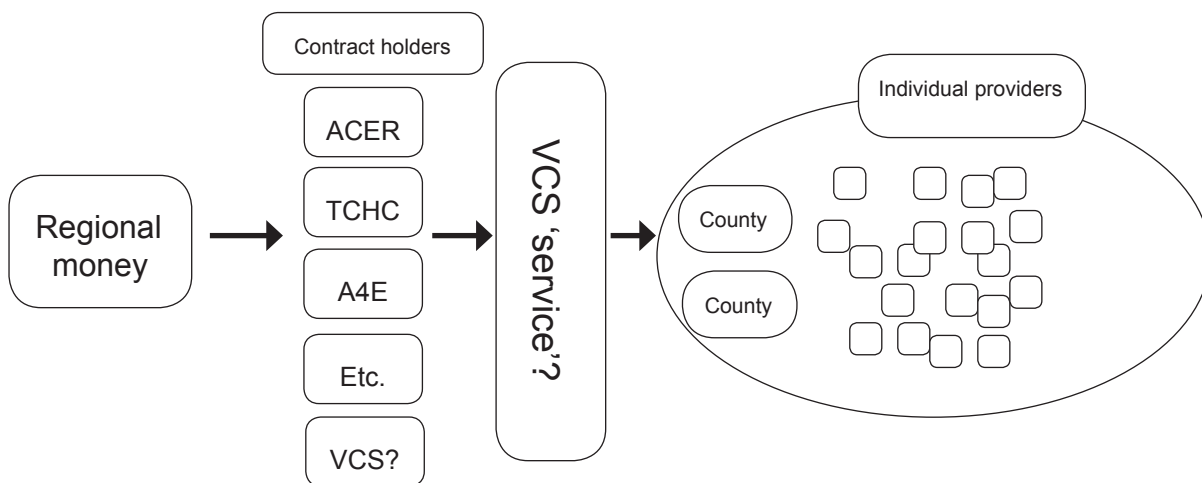 Contract holders
Regional
money
ACER
TCHC
A4E
Etc.
VCS?
VCS ‘service’?
Individual providers
County
County